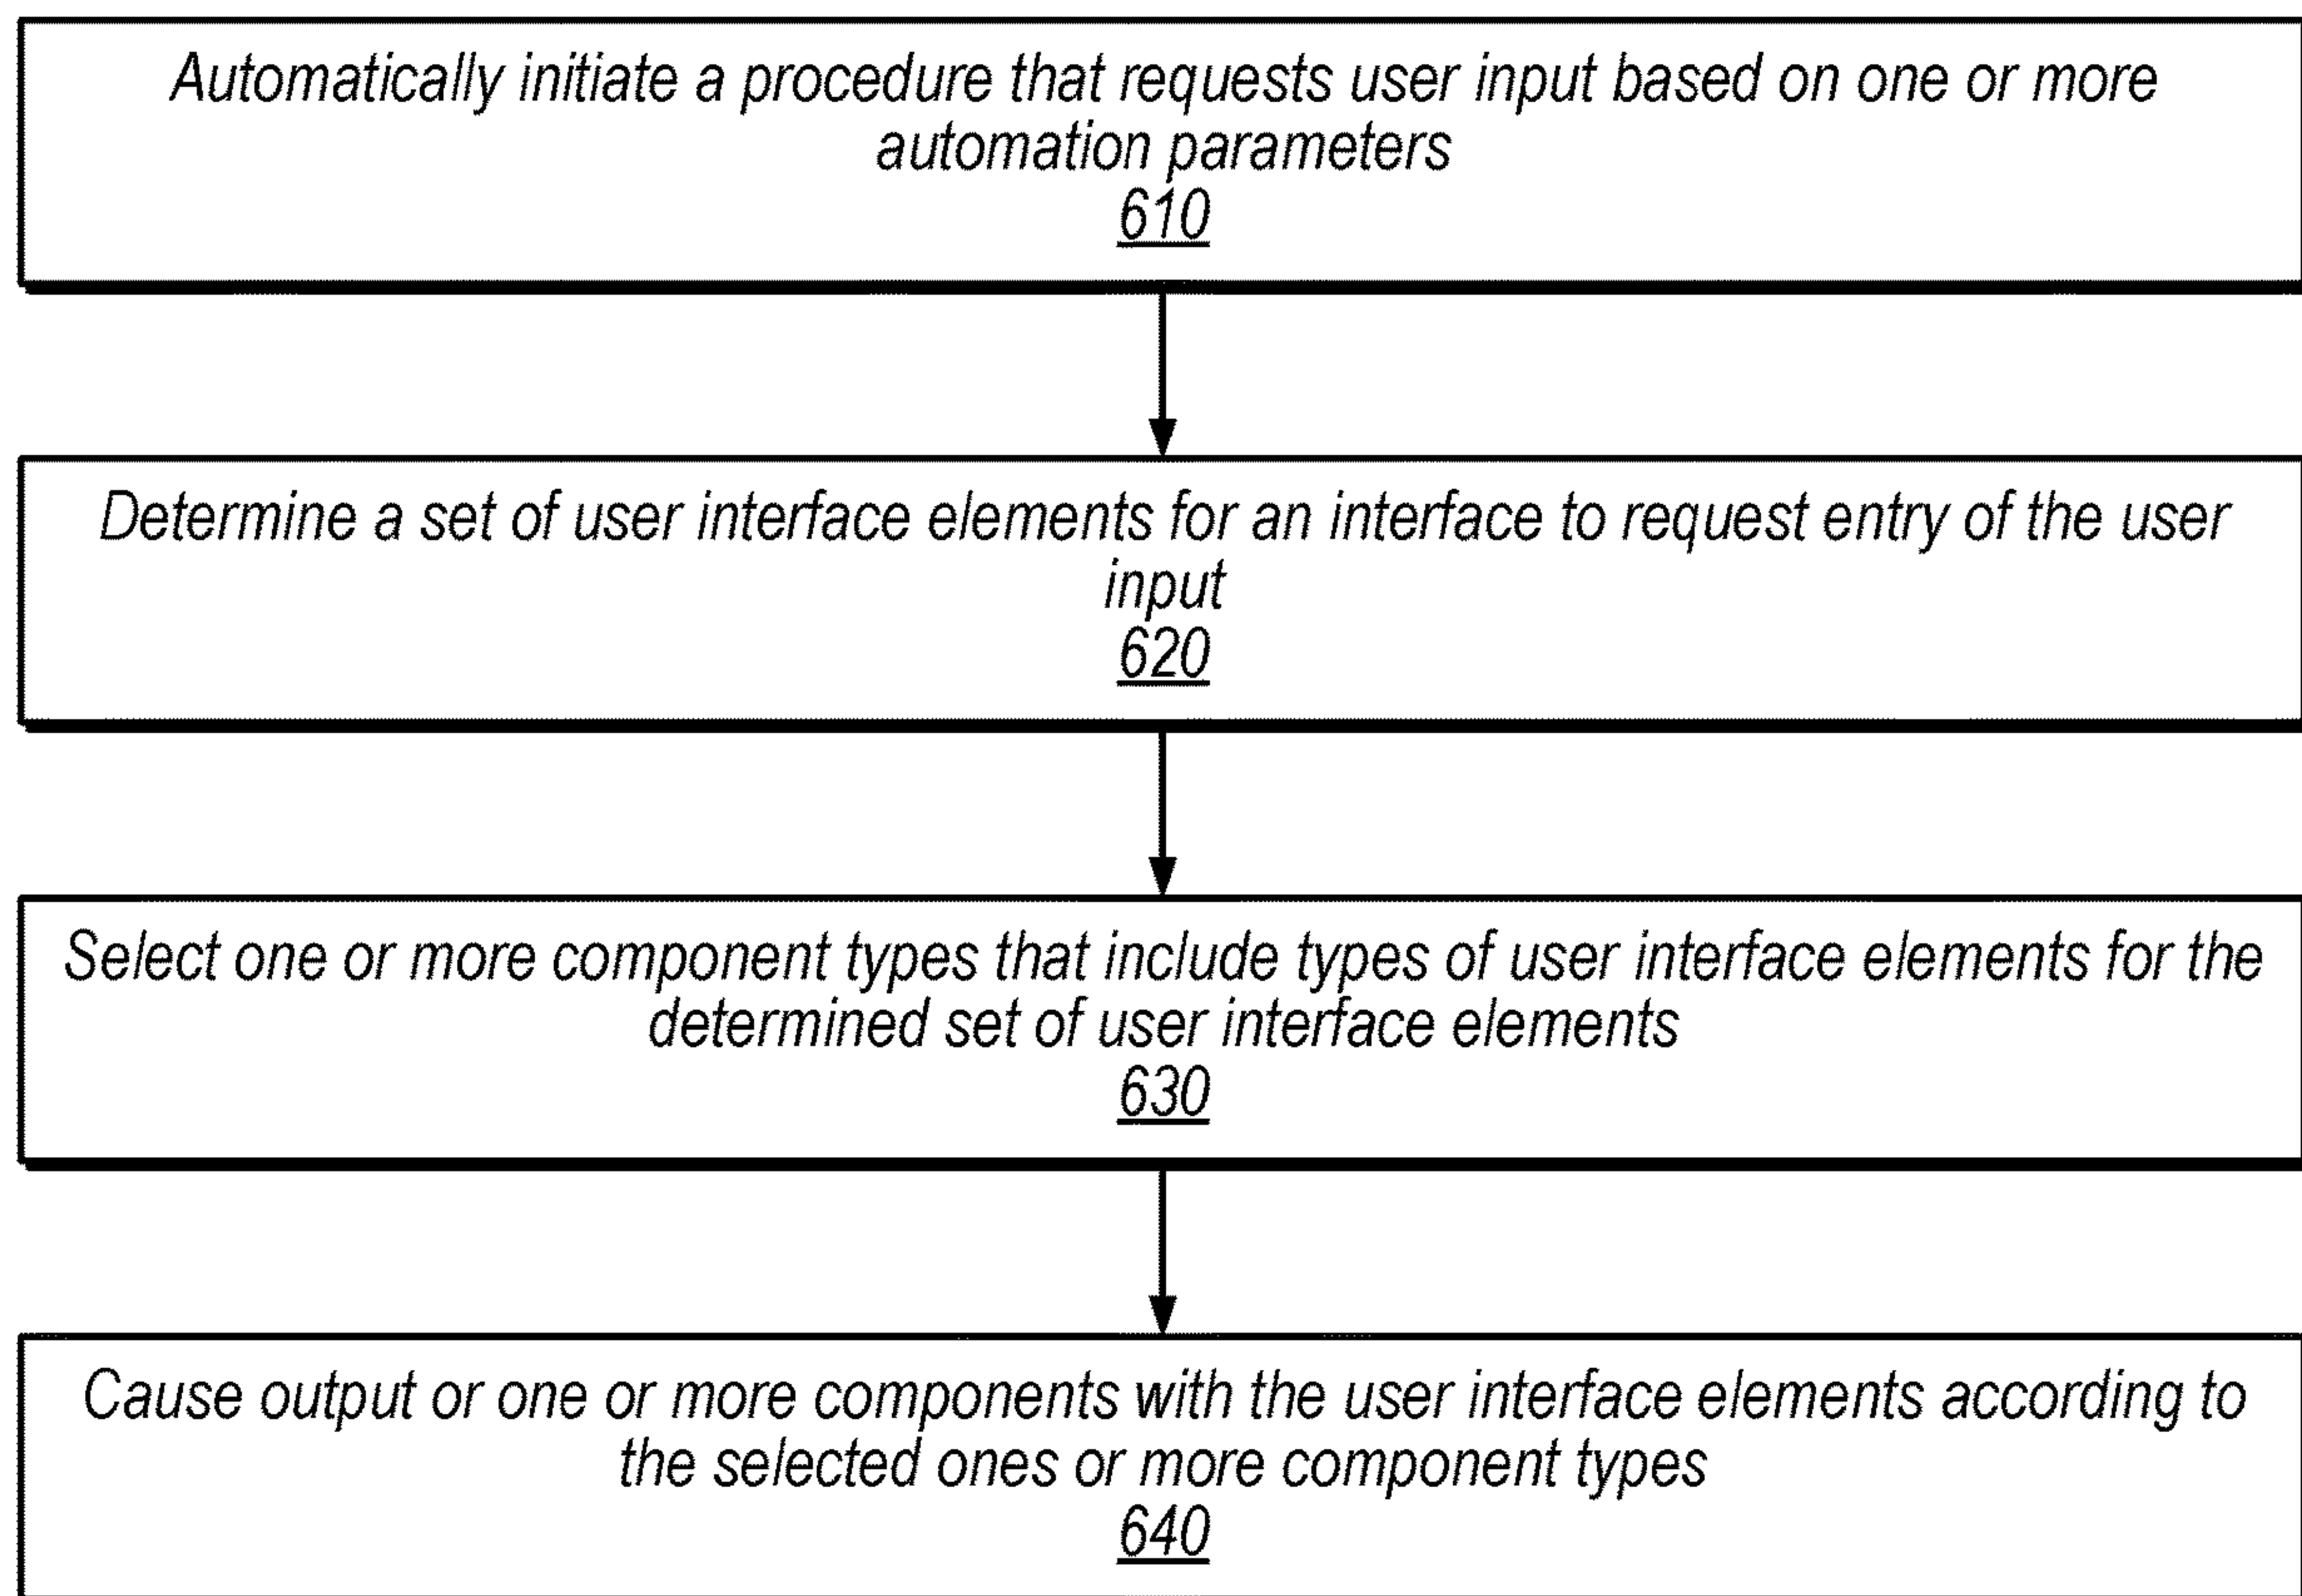 Automatically initiate a procedure that requests user input based on one or more
automation parameters
610
Determine a set of user interface elements for an interface to request entry of the user
input
620
Select one or more component types that include types of user interface elements for the
determined set of user interface elements
630
Cause output or one or more components with the user interface elements according to
the selected ones or more component types
640